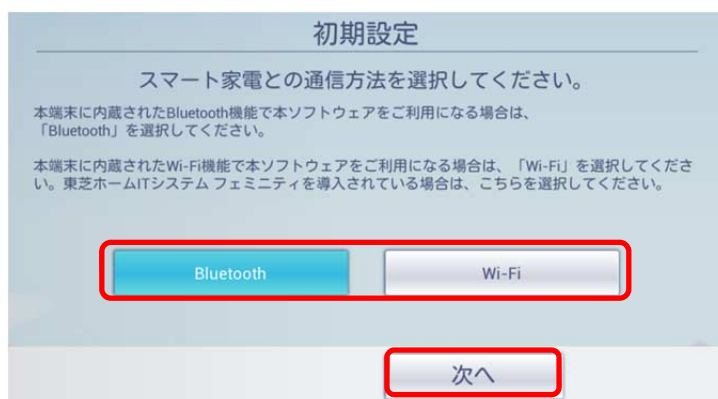 初期設定
スマート家電との通信方法を選択してください。
本端末に内蔵されたBluetooth機能で本ソフトウェアをご利用になる場合は、
「Bluetooth」を選択してください。
本端末に内蔵されたWi-Fi機能で本ソフトウェアをご利用になる場合は、「Wi-Fi」を選択してくださ
い。東芝ホームITシステム フェミニティを導入されている場合は、こちらを選択してください。
Bluetooth
Wi-Fi
次へ